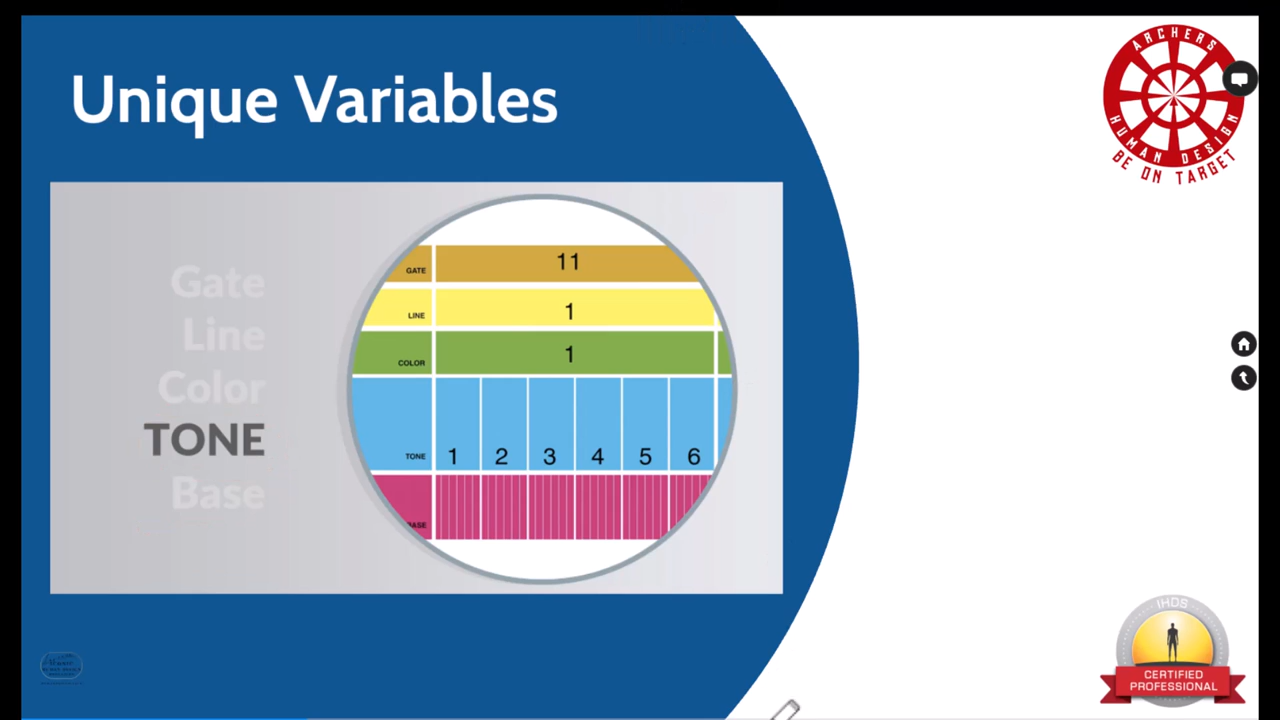 Unique Variables
ARCHERS
HUMAN DESIGN
BE ON TARGET
Gate
Line
Color
TONE
Base
GATE 11
LINE 1
COLOR 1
TONE 1 2 3 4 5 6
BASE
IHDS
CERTIFIED
PROFESSIONAL